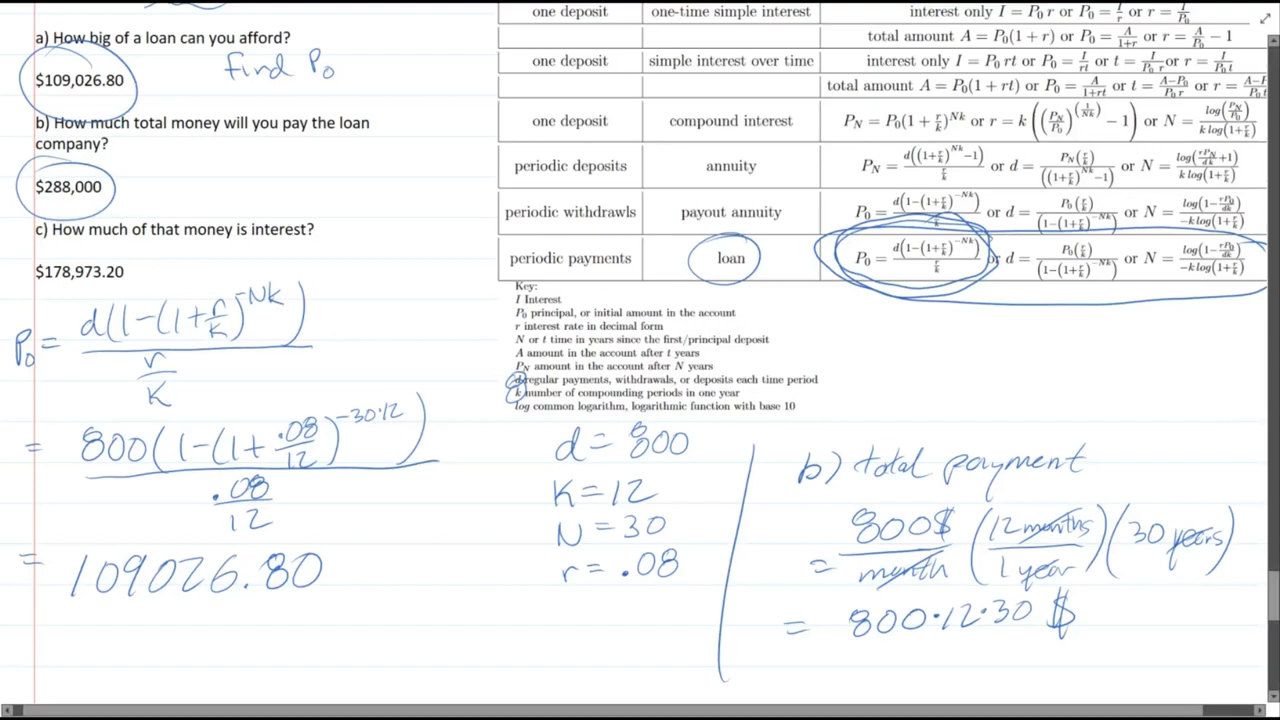 one deposit one-time simple interest interest only I = P₀ r or P₀ = I/r or r = I/P₀
total amount A = P₀(1 + r) or P₀ = A/(1+r) or r = A/P₀ − 1
one deposit simple interest over time interest only I = P₀ rt or P₀ = I/(rt) or t = I/(P₀ r) or r = I/(P₀ t)
total amount A = P₀(1 + rt) or P₀ = A/(1+rt) or t = (A−P₀)/(P₀ r) or r =
one deposit compound interest P_N = P₀(1 + r/k)^(Nk) or r = k((P_N/P₀)^(1/(Nk)) − 1) or N = log(P_N/P₀)/(k log(1+r/k))
periodic deposits annuity P_N = d((1+r/k)^(Nk)−1)/(r/k) or d = P_N(r/k)/((1+r/k)^(Nk)−1) or N = log(rP_N/(dk)+1)/(k log(1+r/k))
periodic withdrawls payout annuity P₀ = d(1−(1+r/k)^(−Nk))/(r/k) or d = P₀(r/k)/(1−(1+r/k)^(−Nk)) or N = log(1−rP₀/(dk))/(−k log(1+r/k))
periodic payments loan P₀ = d(1−(1+r/k)^(−Nk))/(r/k) or d = P₀(r/k)/(1−(1+r/k)^(−Nk)) or N = log(1−rP₀/(dk))/(−k log(1+r/k))
Key:
I Interest
P₀ principal, or initial amount in the account
r interest rate in decimal form
N or t time in years since the first/principal deposit
A amount in the account after t years
P_N amount in the account after N years
d regular payments, withdrawals, or deposits each time period
k number of compounding periods in one year
log common logarithm, logarithmic function with base 10
a) How big of a loan can you afford?
find P₀
$109,026.80
b) How much total money will you pay the loan
company?
$288,000
c) How much of that money is interest?
$178,973.20
P₀ = d(1−(1+r/k)^(−Nk))/(r/k)
= 800(1−(1+.08/12)^(−30·12))/(.08/12)
= 109026.80
d = 800
K = 12
N = 30
r = .08
b) total payment
= 800$/month (12 months/1 year)(30 years)
= 800·12·30 $